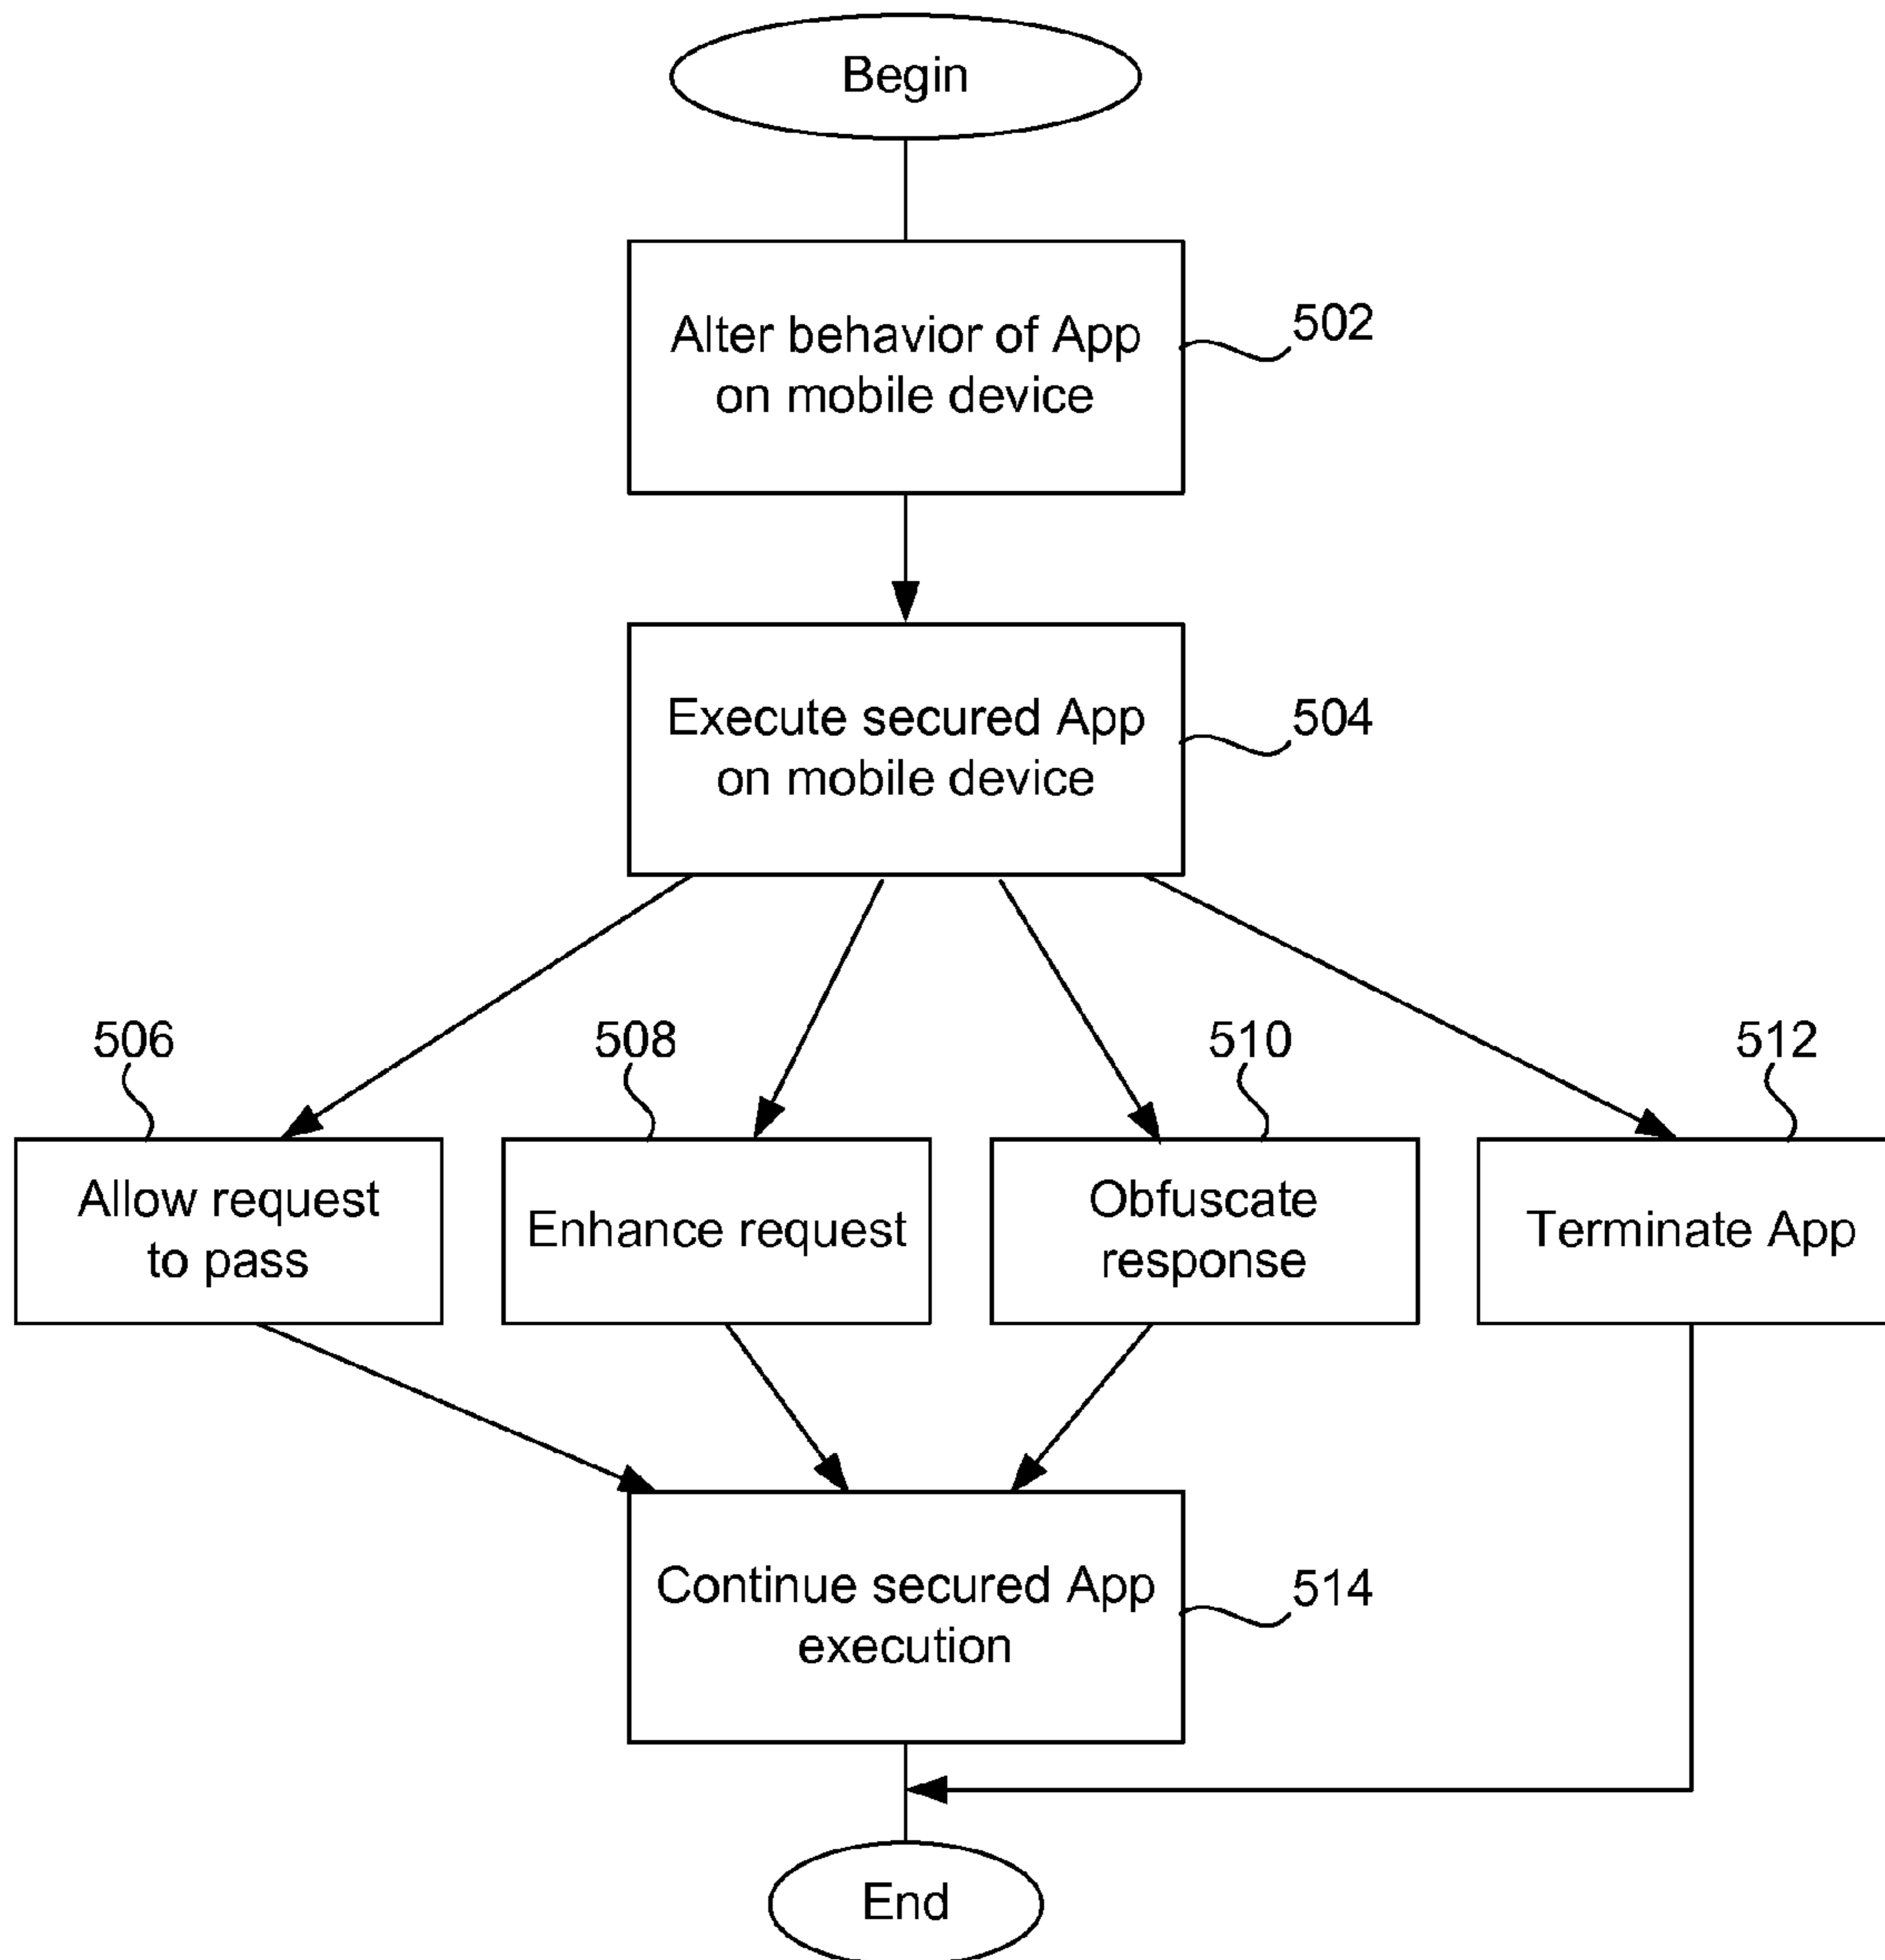 Begin
Alter behavior of App
on mobile device
502
Execute secured App
on mobile device
504
506
508
510
512
Allow request
to pass
Enhance request
Obfuscate
response
Terminate App
Continue secured App
execution
514
End